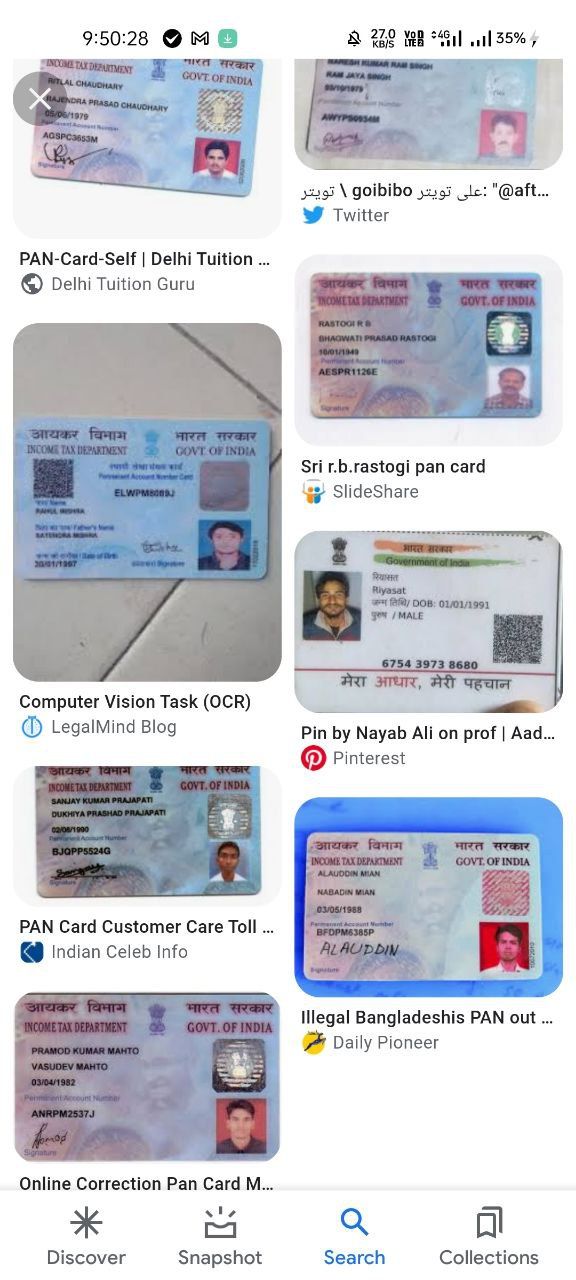 9:50:28
27.0 KB/S
VoD LTE2
4G
35%
INCOME TAX DEPARTMENT
भारत सरकार
GOVT. OF INDIA
RITLAL CHAUDHARY
RAJENDRA PRASAD CHAUDHARY
05/06/1979
Permanent Account Number
AGSPC3653M
Signature
PAN-Card-Self | Delhi Tuition ...
Delhi Tuition Guru
आयकर विभाग
भारत सरकार
INCOME TAX DEPARTMENT
GOVT. OF INDIA
स्थायी लेखा संख्या कार्ड
Permanent Account Number Card
ELWPM8089J
RAHUL MISHRA
पिता का नाम/ Father's Name
SATENDRA MISHRA
Date of Birth
20/01/1997
Signature
Computer Vision Task (OCR)
LegalMind Blog
आयकर विभाग
भारत सरकार
INCOME TAX DEPARTMENT
GOVT. OF INDIA
SANJAY KUMAR PRAJAPATI
DUKHIYA PRASHAD PRAJAPATI
02/06/1990
Permanent Account Number
BJQPP5524G
Signature
PAN Card Customer Care Toll ...
Indian Celeb Info
आयकर विभाग
भारत सरकार
INCOME TAX DEPARTMENT
GOVT. OF INDIA
PRAMOD KUMAR MAHTO
VASUDEV MAHTO
03/04/1982
Permanent Account Number
ANRPM2537J
Signature
Online Correction Pan Card M...
NARESH KUMAR RAM SINGH
RAM JAYA SINGH
Permanent Account Number
تويتر \ goibibo على تويتر: "@aft...
Twitter
आयकर विभाग
भारत सरकार
INCOME TAX DEPARTMENT
GOVT. OF INDIA
RASTOGI R B
BHAGWATI PRASAD RASTOGI
10/01/1949
Permanent Account Number
AESPR1126E
Signature
Sri r.b.rastogi pan card
SlideShare
भारत सरकार
Government of India
रियासत
Riyasat
जन्म तिथि/ DOB: 01/01/1991
पुरुष / MALE
6754 3973 8680
मेरा आधार, मेरी पहचान
Pin by Nayab Ali on prof | Aad...
Pinterest
आयकर विभाग
भारत सरकार
INCOME TAX DEPARTMENT
GOVT. OF INDIA
ALAUDDIN MIAN
NABADIN MIAN
03/05/1988
Permanent Account Number
BFDPM6385P
ALAUDDIN
Signature
Illegal Bangladeshis PAN out ...
Daily Pioneer
Discover
Snapshot
Search
Collections